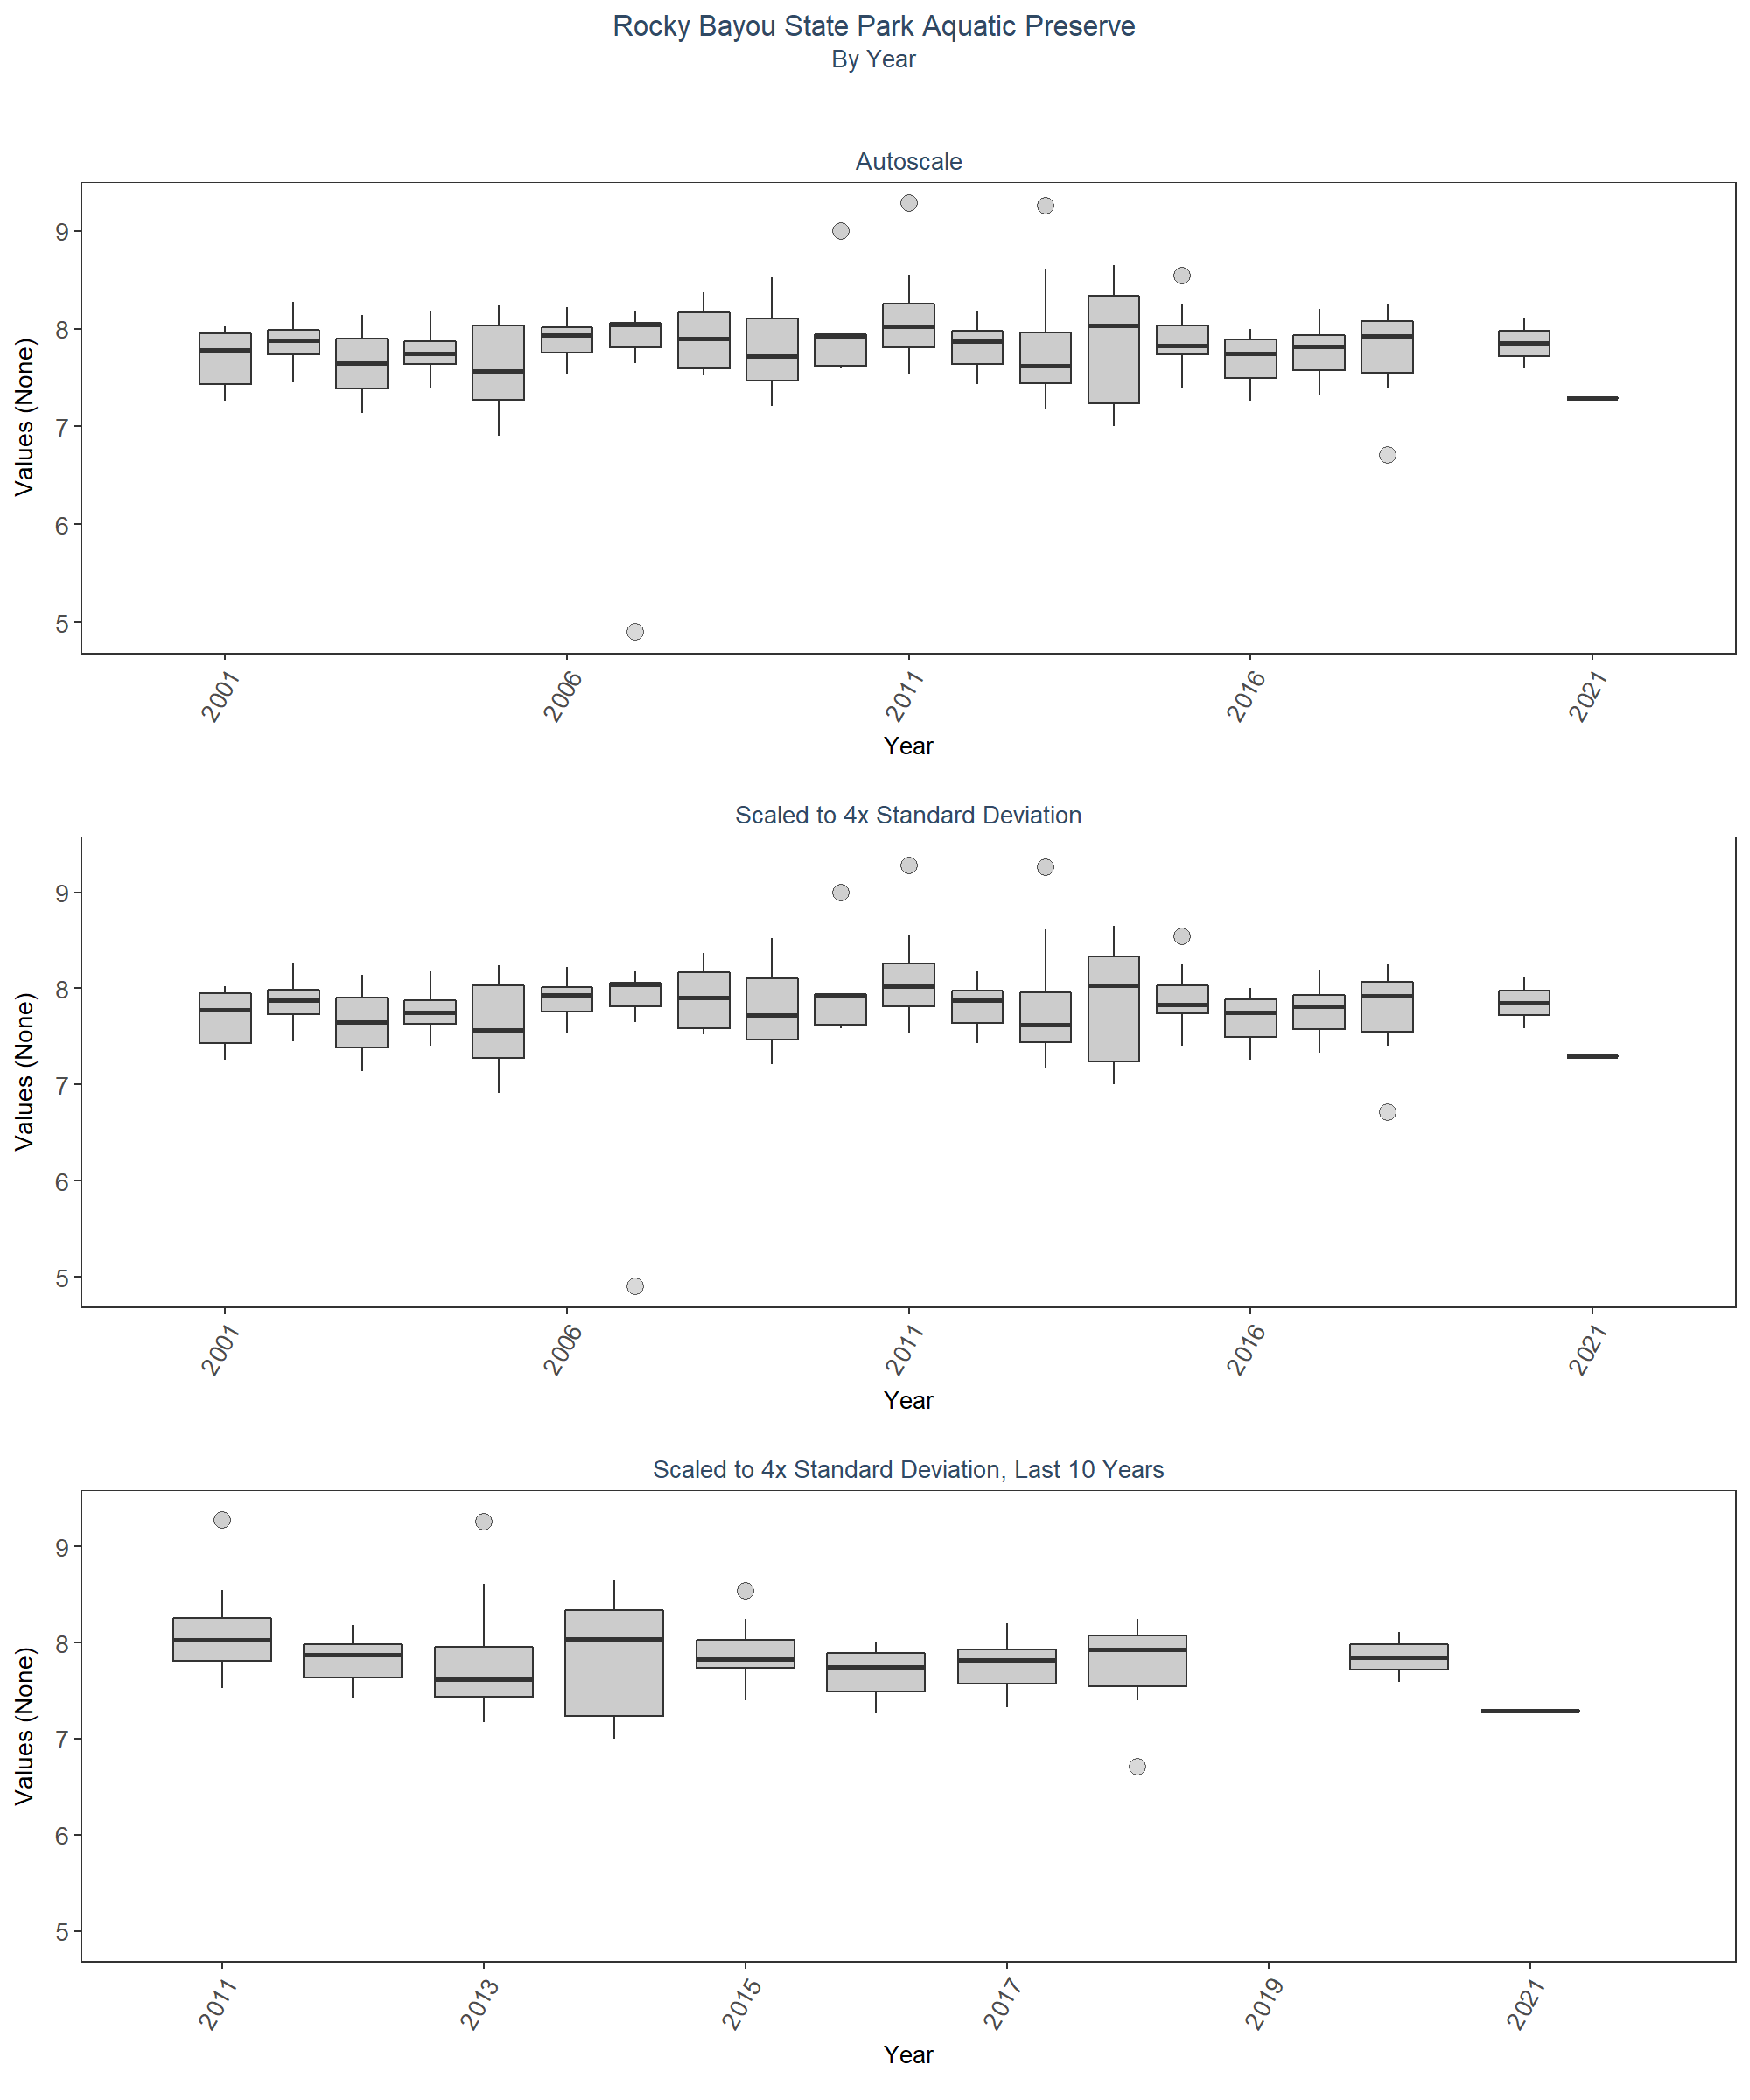 Rocky Bayou State Park Aquatic Preserve
By Year
Autoscale
Values (None)
9
8
7
6
5
2001
2006
2011
2016
2021
Year
Scaled to 4x Standard Deviation
Values (None)
9
8
7
6
5
2001
2006
2011
2016
2021
Year
Scaled to 4x Standard Deviation, Last 10 Years
Values (None)
9
8
7
6
5
2011
2013
2015
2017
2019
2021
Year